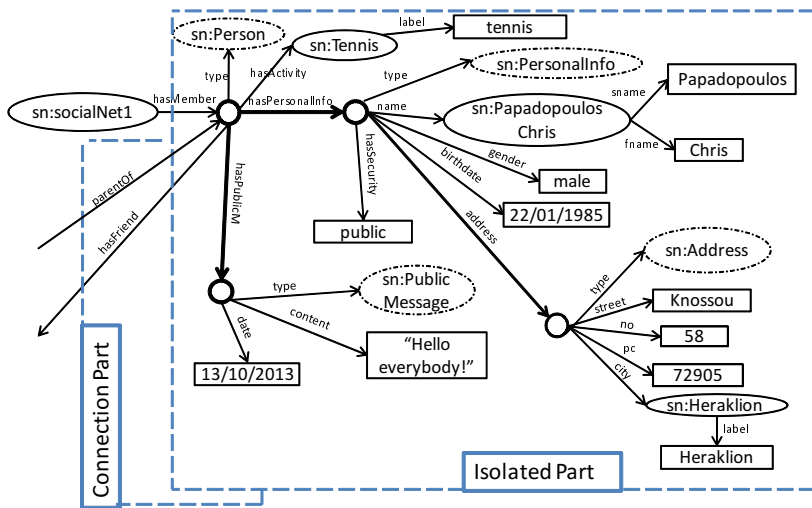 label
sn:Person
sn:Tennis
tennis
type
hasActivity
type
sn:PersonalInfo
sname
Papadopoulos
sn:socialNet1
hasMember
hasPersonalInfo
name
sn:Papadopoulos
Chris
fname
Chris
gender
male
birthdate
22/01/1985
hasSecurity
public
parentOf
hasFriend
hasPublicM
address
type
sn:Address
street
Knossou
no
58
pc
72905
city
sn:Heraklion
label
Heraklion
type
sn:Public
Message
content
"Hello
everybody!"
date
13/10/2013
Connection Part
Isolated Part